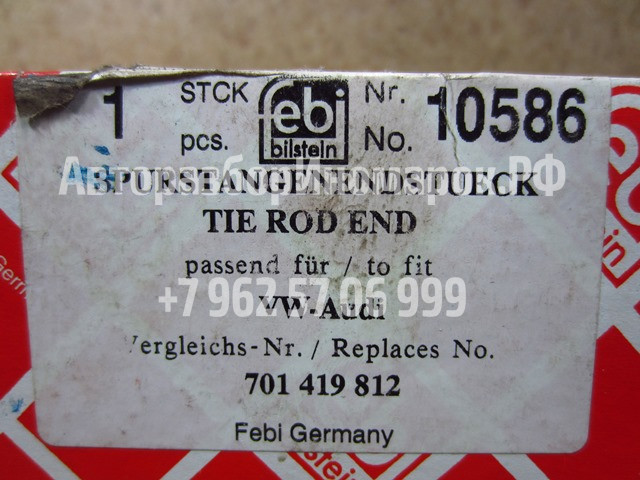 1 STCK pcs. febi bilstein Nr. No. 10586
SPURSTANGENENDSTUECK
TIE ROD END
passend für / to fit
+7 962 57 06 999
VW-Audi
Vergleichs-Nr. / Replaces No.
701 419 812
Febi Germany